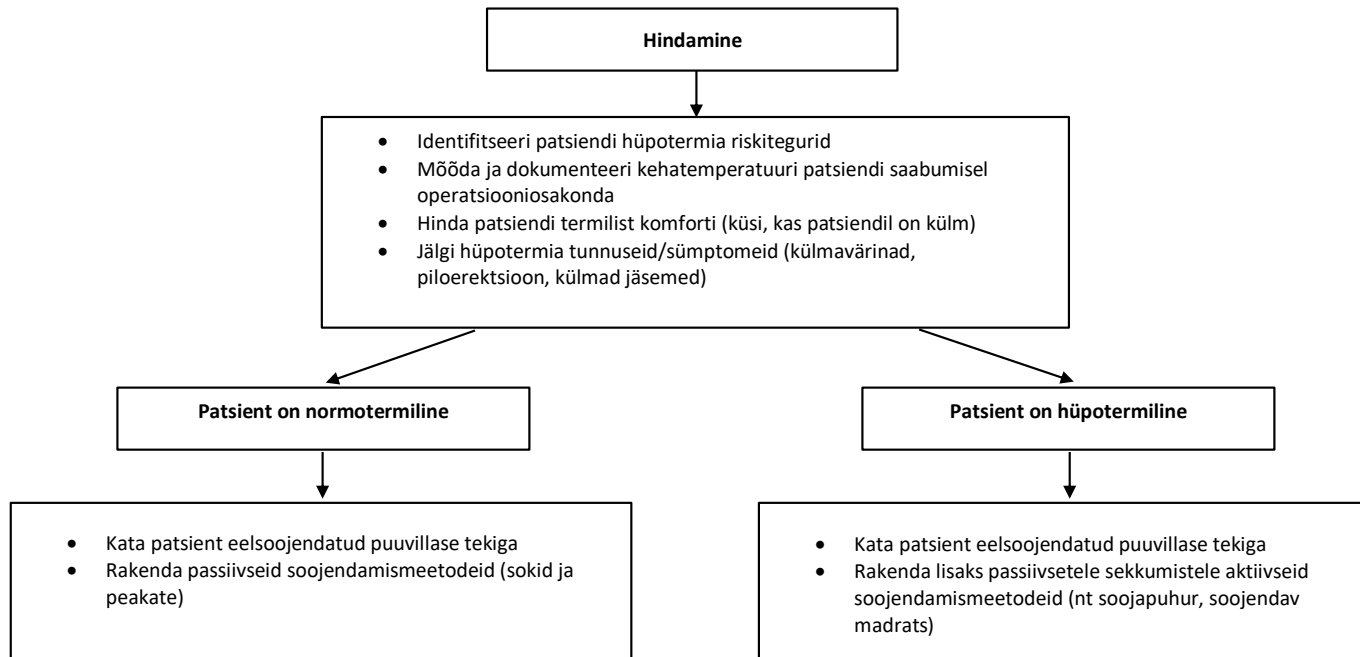 Hindamine
• Identifitseeri patsiendi hüpotermia riskitegurid
• Mõõda ja dokumenteeri kehatemperatuuri patsiendi saabumisel
operatsiooniosakonda
• Hinda patsiendi termilist komforti (küsi, kas patsiendil on külm)
• Jälgi hüpotermia tunnuseid/sümptomeid (külmavärinad,
piloerektsioon, külmad jäsemed)
Patsient on normotermiline
Patsient on hüpotermiline
• Kata patsient eelsoojendatud puuvillase tekiga
• Rakenda passiivseid soojendamismeetodeid (sokid ja
peakate)
• Kata patsient eelsoojendatud puuvillase tekiga
• Rakenda lisaks passiivsetele sekkumistele aktiivseid
soojendamismeetodeid (nt soojapuhur, soojendav
madrats)